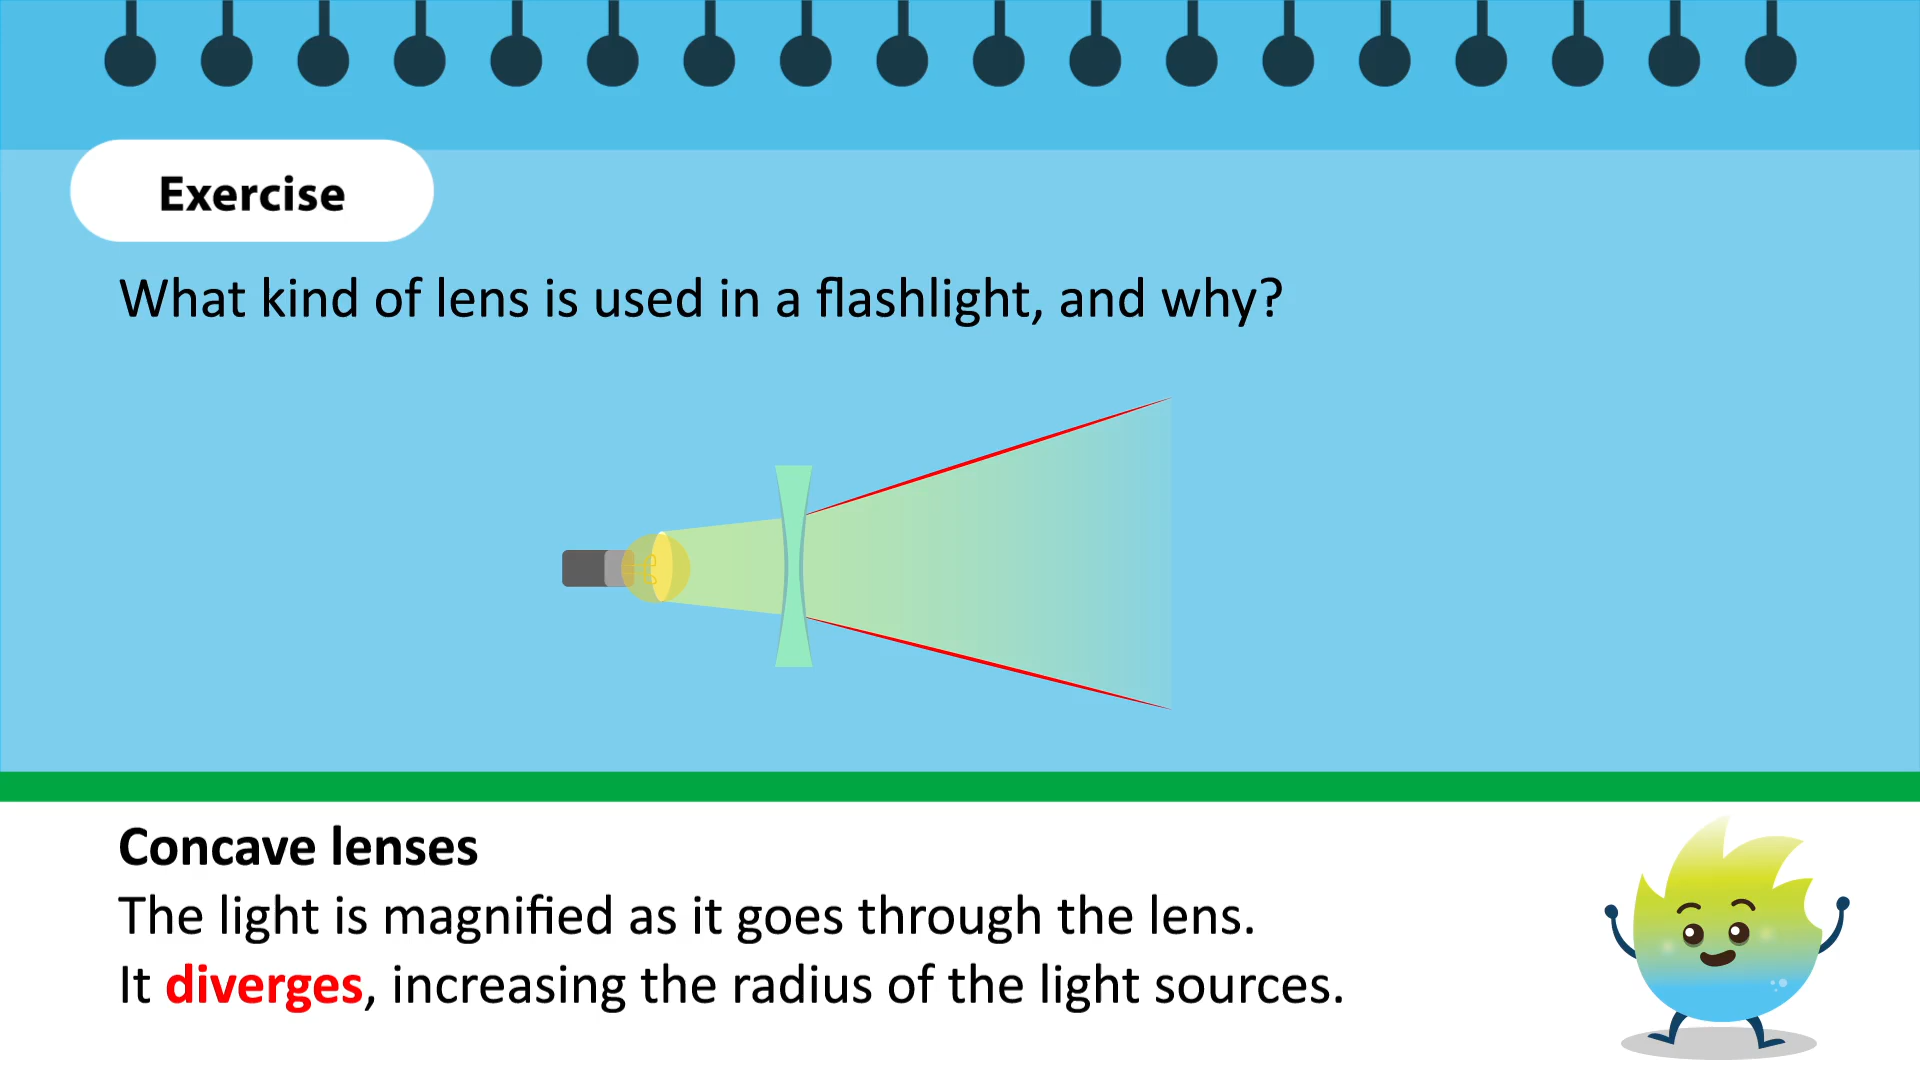 Exercise
What kind of lens is used in a flashlight, and why?
Concave lenses
The light is magnified as it goes through the lens.
It diverges, increasing the radius of the light sources.